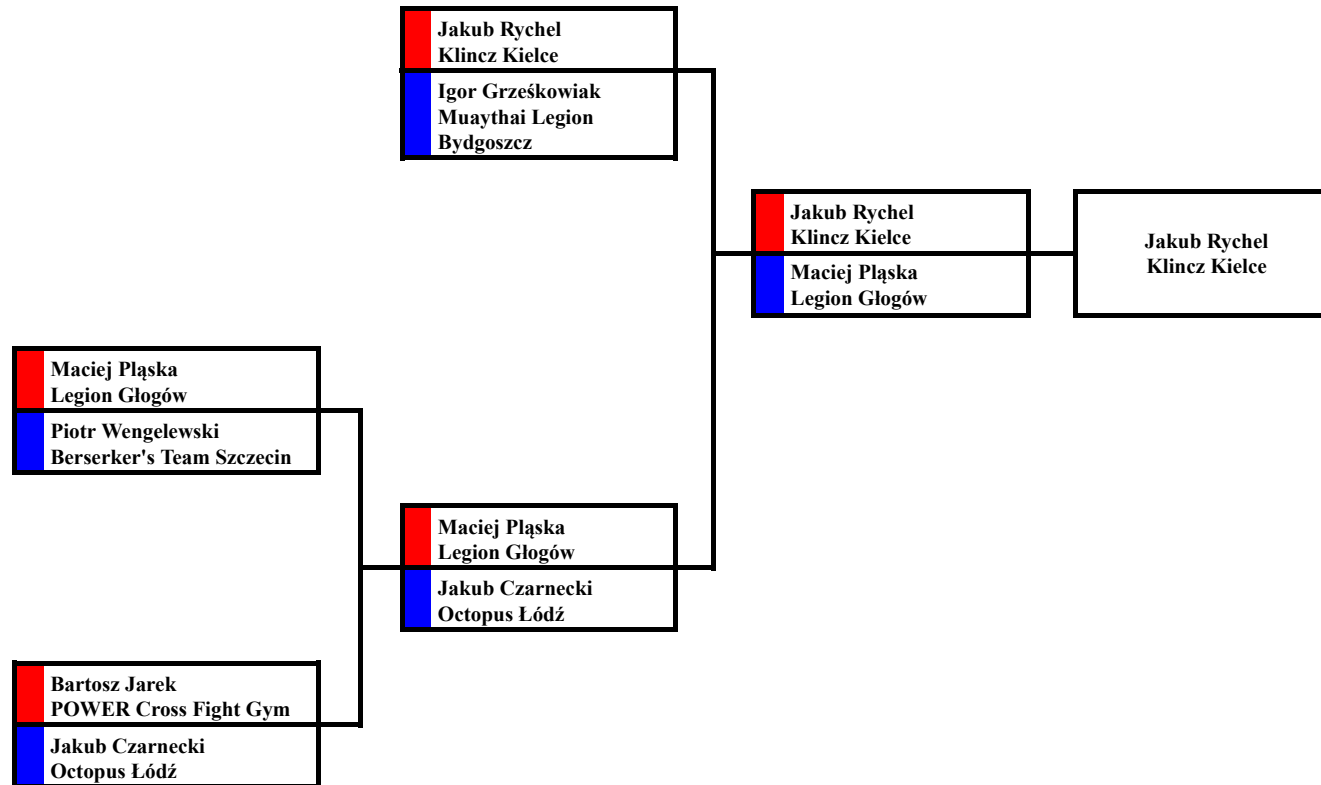 Jakub Rychel
Klincz Kielce
Igor Grześkowiak
Muaythai Legion
Bydgoszcz
Jakub Rychel
Klincz Kielce
Maciej Pląska
Legion Głogów
Jakub Rychel
Klincz Kielce
Maciej Pląska
Legion Głogów
Piotr Wengelewski
Berserker's Team Szczecin
Maciej Pląska
Legion Głogów
Jakub Czarnecki
Octopus Łódź
Bartosz Jarek
POWER Cross Fight Gym
Jakub Czarnecki
Octopus Łódź